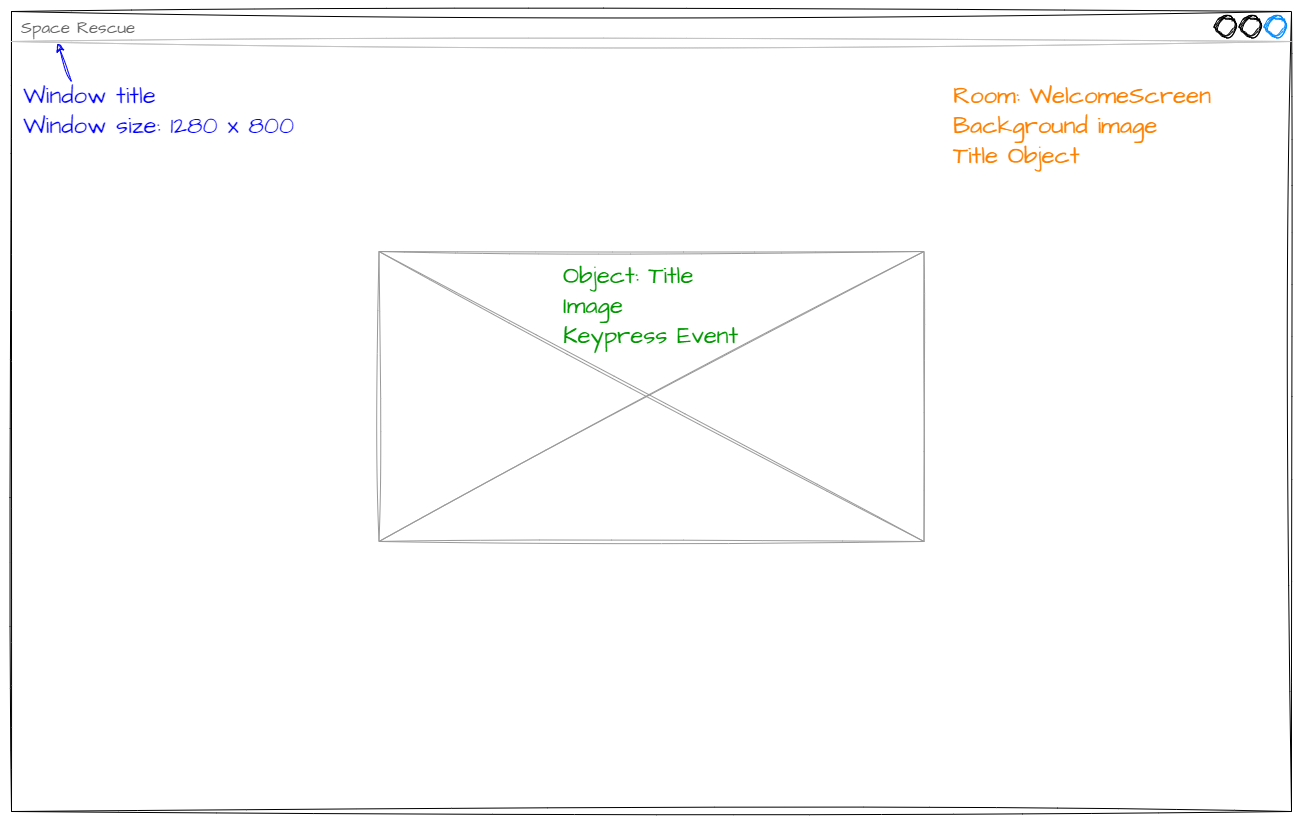 Space Rescue
Window title
Window size: 1280 x 800
Room: WelcomeScreen
Background image
Title Object
Object: Title
Image
Keypress Event